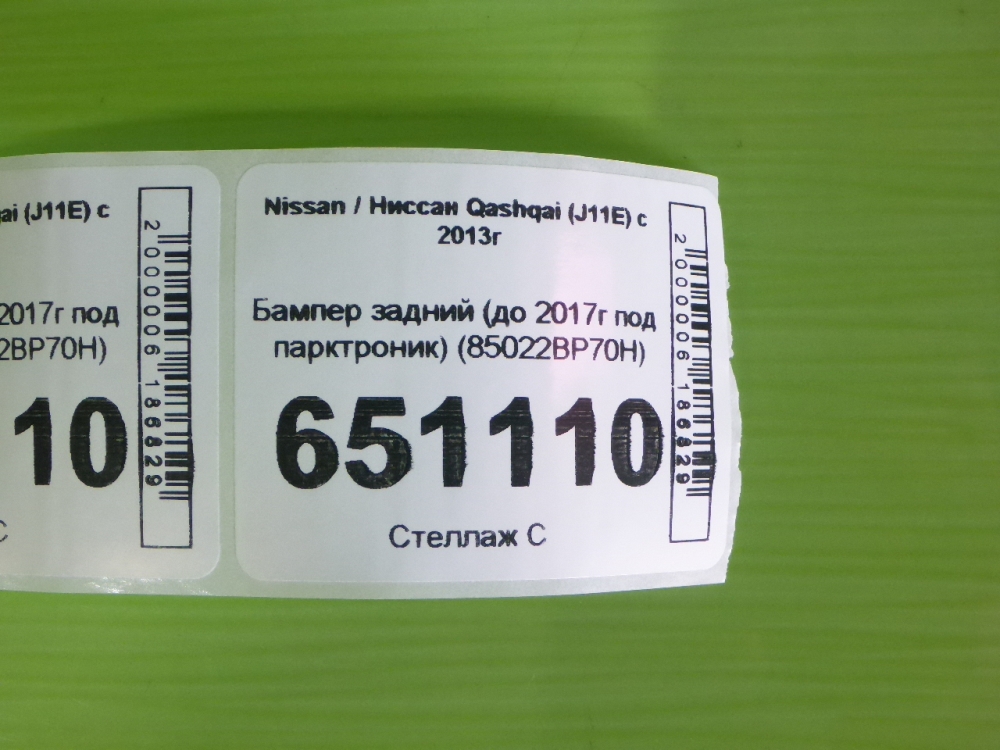 Nissan / Ниссан Qashqai (J11E) с
2013г
Бампер задний (до 2017г под
парктроник) (85022BP70H)
651110
Стеллаж С
2000006186829
ai (J11E) с
2017г под
2BP70H)
10
С
2000006186829